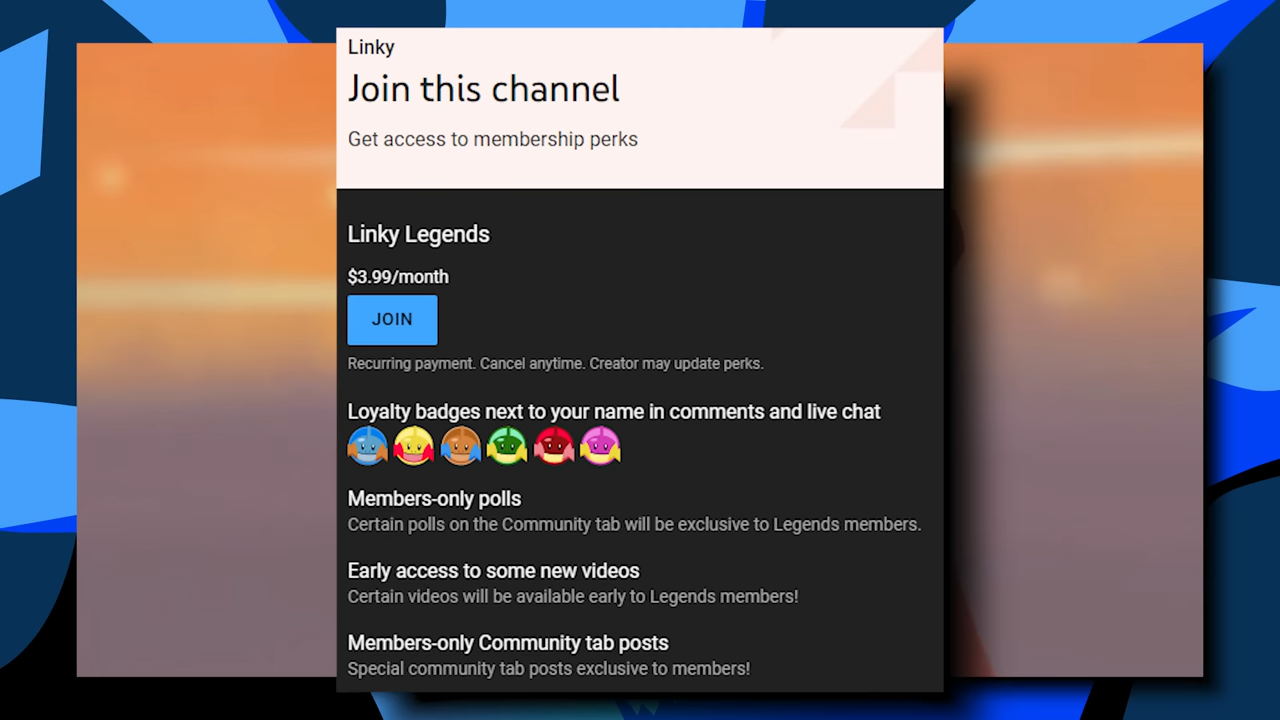 Linky
Join this channel
Get access to membership perks
Linky Legends
$3.99/month
JOIN
Recurring payment. Cancel anytime. Creator may update perks.
Loyalty badges next to your name in comments and live chat
Members-only polls
Certain polls on the Community tab will be exclusive to Legends members.
Early access to some new videos
Certain videos will be available early to Legends members!
Members-only Community tab posts
Special community tab posts exclusive to members!